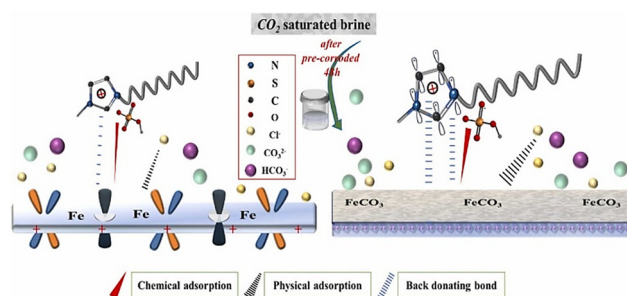 CO₂ saturated brine
after
pre-corroded
48h
N
S
C
O
Cl⁻
CO₃²⁻
HCO₃⁻
Fe
Fe
Fe
+
+
+
+
+
+
FeCO₃
FeCO₃
FeCO₃
Chemical adsorption
Physical adsorption
Back donating bond